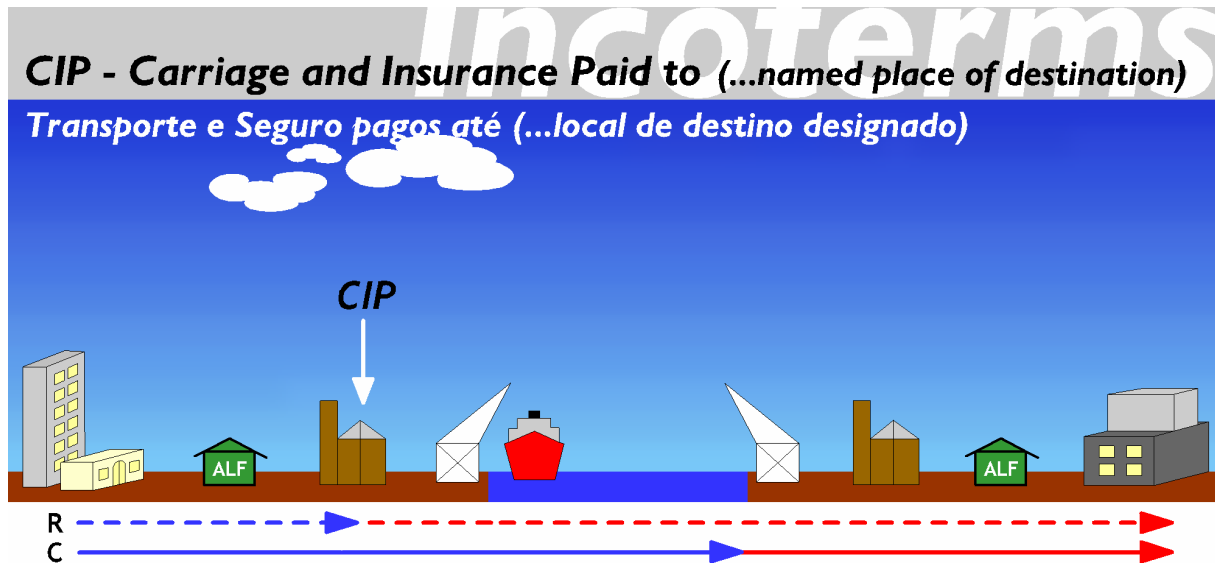 Incoterms
CIP - Carriage and Insurance Paid to (...named place of destination)
Transporte e Seguro pagos até (...local de destino designado)
CIP
ALF
ALF
R
C